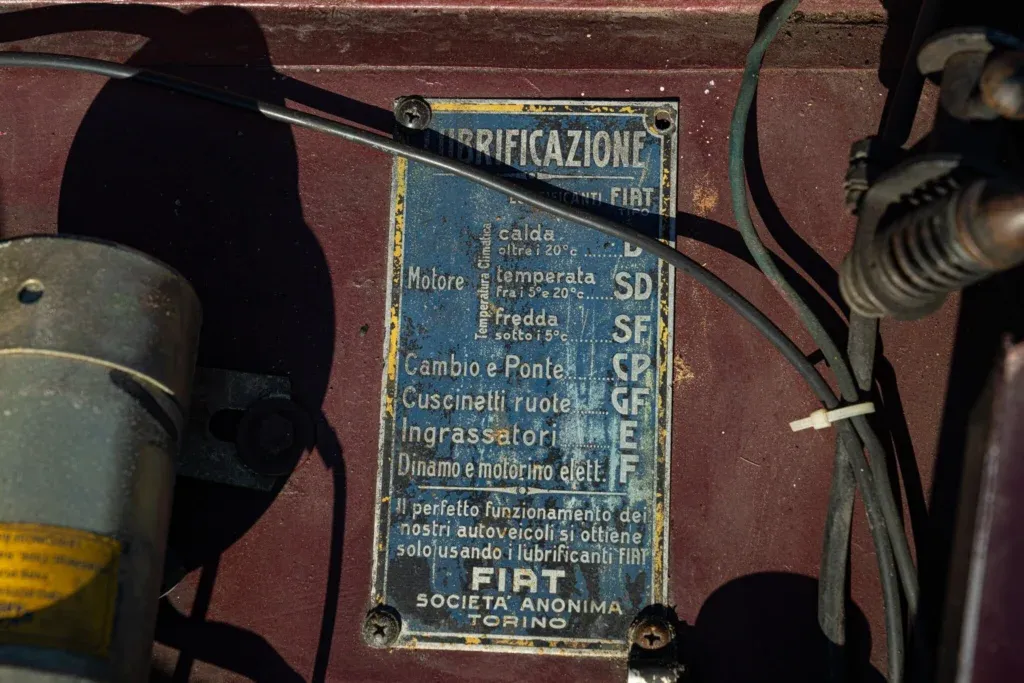 LUBRIFICAZIONE
LUBRIFICANTI FIAT
Temperatura Climatica
calda
oltre i 20°c ........ D
Motore
temperata
Fra i 5° e 20°c ...... SD
fredda
sotto i 5°c ........ SF
Cambio e Ponte ........ CP
Cuscinetti ruote ...... GF
Ingrassatori ........ E
Dinamo e motorino elett. F
Il perfetto funzionamento dei
nostri autoveicoli si ottiene
solo usando i lubrificanti FIAT
FIAT
SOCIETA' ANONIMA
TORINO